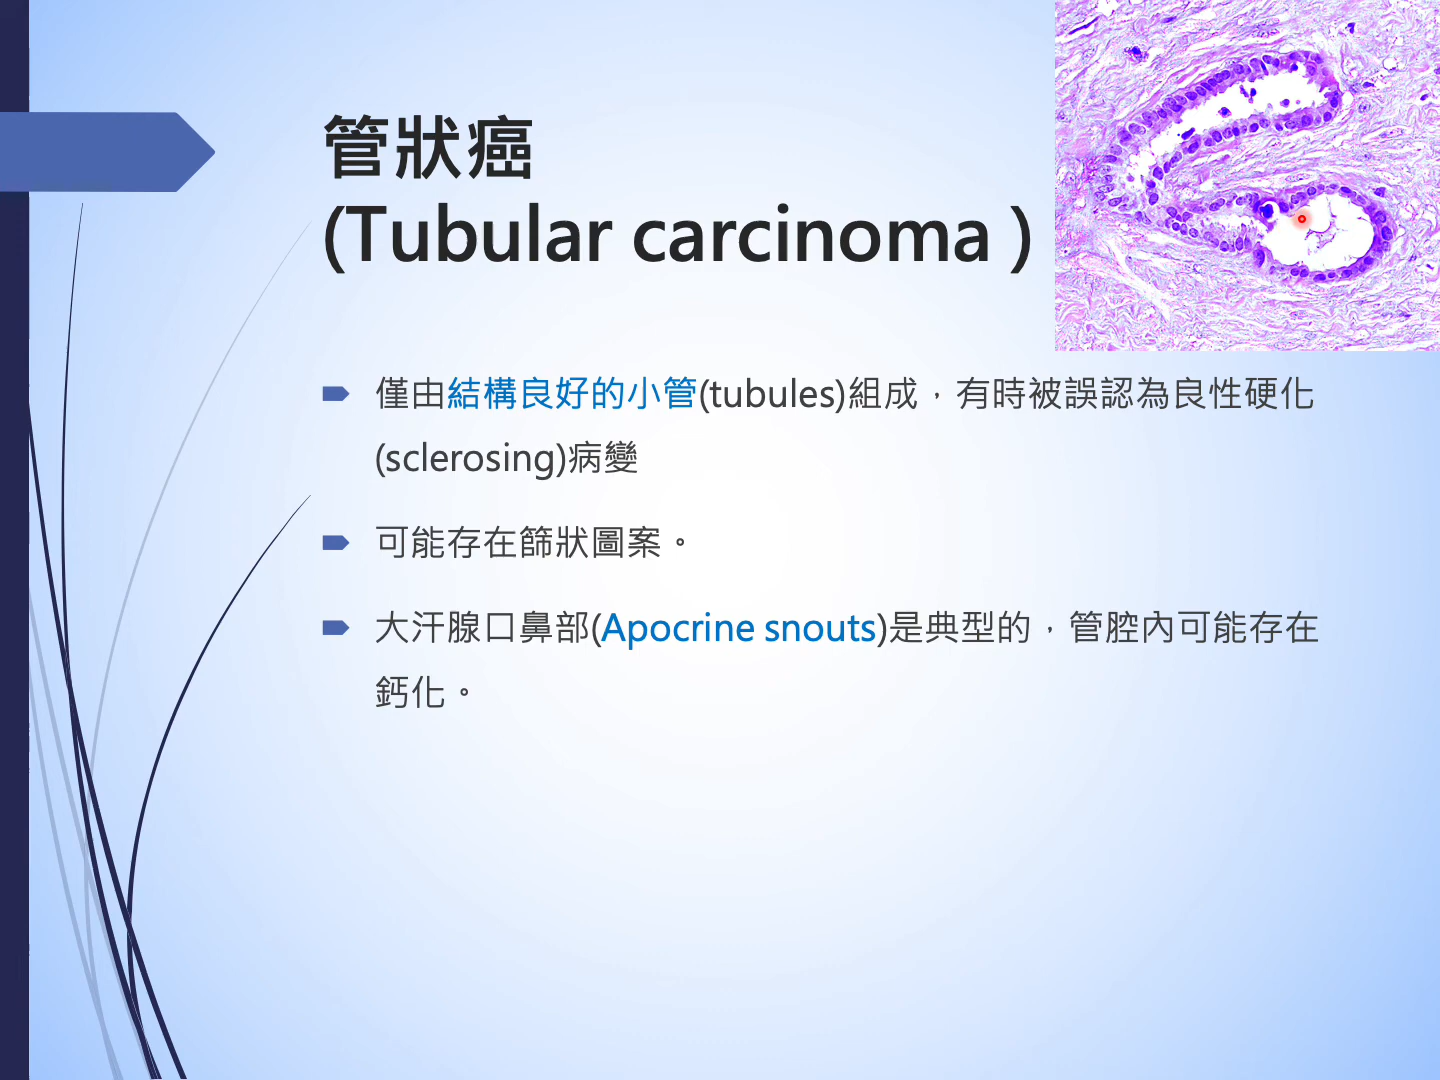 管狀癌
(Tubular carcinoma )
僅由結構良好的小管(tubules)組成，有時被誤認為良性硬化
(sclerosing)病變
可能存在篩狀圖案。
大汗腺口鼻部(Apocrine snouts)是典型的，管腔內可能存在
鈣化。